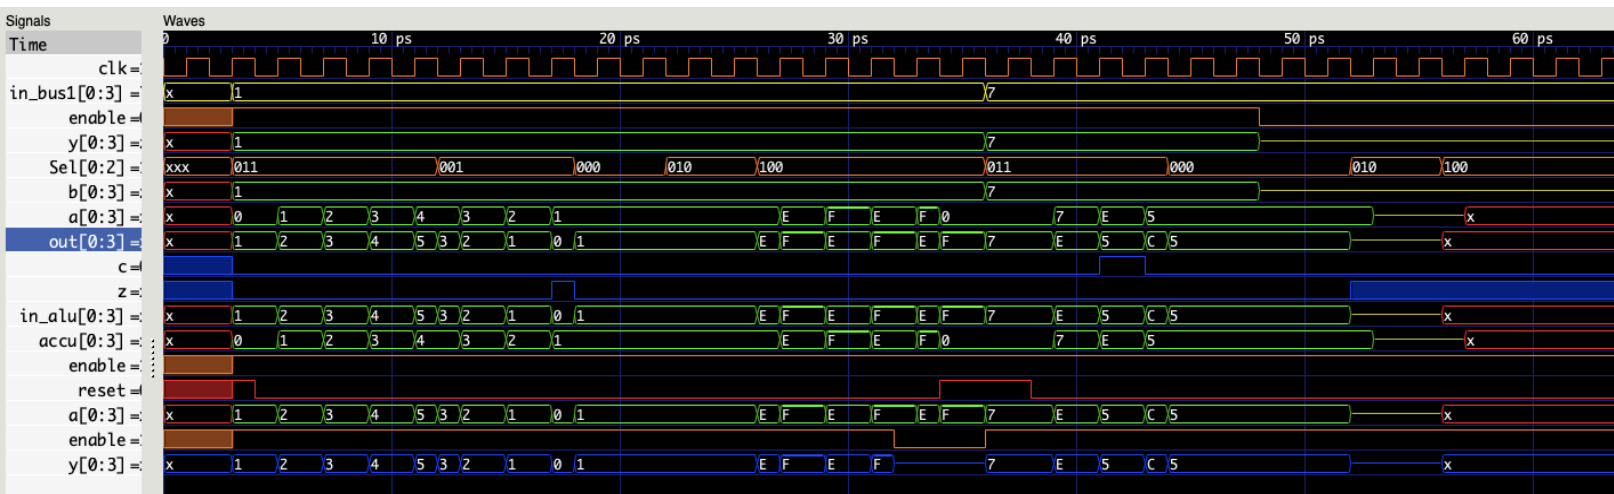 Signals Waves
Time 0 10 ps 20 ps 30 ps 40 ps 50 ps 60 ps
clk=
in_bus1[0:3] = x 1 7
enable =
y[0:3] = x 1 7
Sel[0:2] = xxx 011 001 000 010 100 011 000 010 100
b[0:3] = x 1 7
a[0:3] = x 0 1 2 3 4 3 2 1 E F E F 0 7 E 5 x
out[0:3] = x 1 2 3 4 5 3 2 1 0 1 E F E F E F 7 E 5 C 5 x
c =
z =
in_alu[0:3] = x 1 2 3 4 5 3 2 1 0 1 E F E F E F 7 E 5 C 5 x
accu[0:3] = x 0 1 2 3 4 3 2 1 E F E F 0 7 E 5 x
enable =
reset =
a[0:3] = x 1 2 3 4 5 3 2 1 0 1 E F E F E F 7 E 5 C 5 x
enable =
y[0:3] = x 1 2 3 4 5 3 2 1 0 1 E F E F 7 E 5 C 5 x